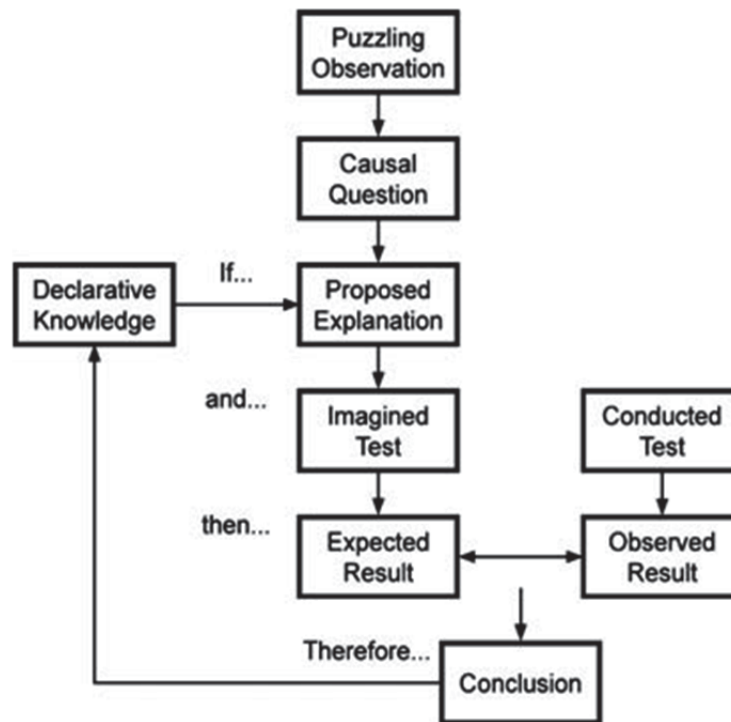 Puzzling
Observation
Causal
Question
If...
Declarative
Knowledge
Proposed
Explanation
and...
Imagined
Test
Conducted
Test
then...
Expected
Result
Observed
Result
Therefore...
Conclusion